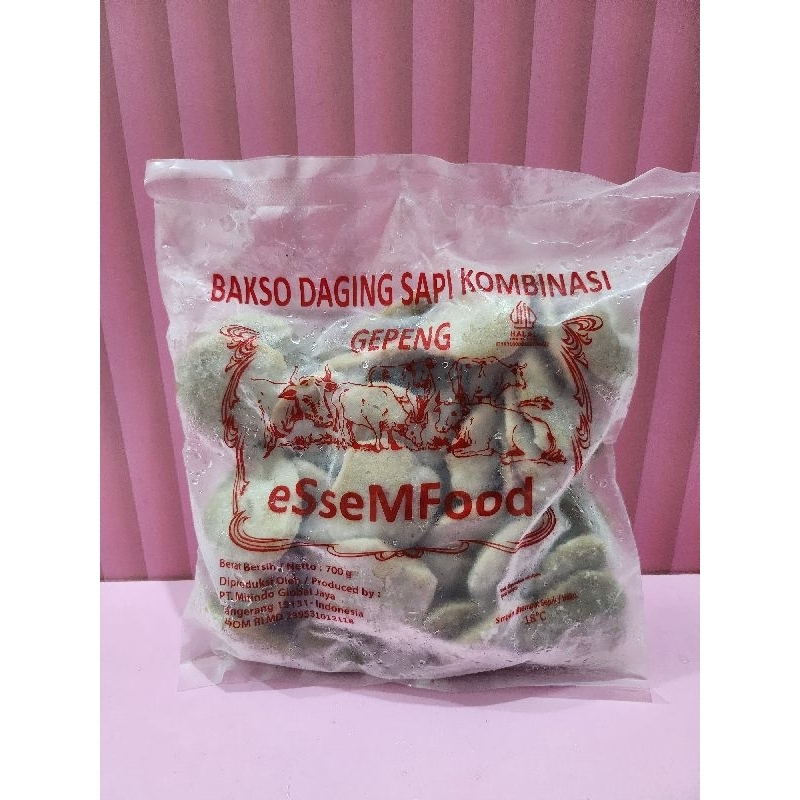 BAKSO DAGING SAPI KOMBINASI
GEPENG
HALAL
eSseMFood
Berat Bersih / Netto : 700 g
Diproduksi Oleh / Produced by :
PT. Mitindo Global Jaya
Tangerang 15131- Indonesia
18°C